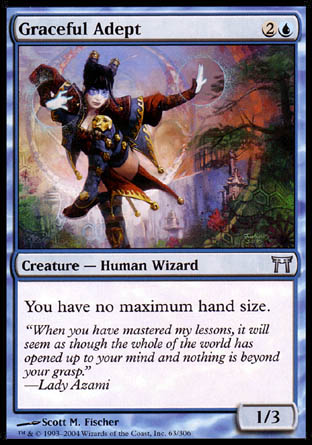 Graceful Adept 2
Creature — Human Wizard
You have no maximum hand size.
“When you have mastered my lessons, it will
seem as though the whole of the world has
opened up to your mind and nothing is beyond
your grasp.”
—Lady Azami
Scott M. Fischer
™ & © 1993–2004 Wizards of the Coast, Inc. 63/306
1/3